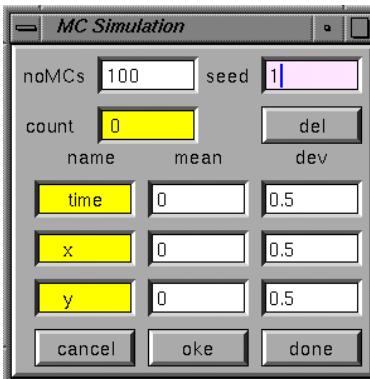 MC Simulation
noMCs 100 seed 1
count 0 del
name mean dev
time 0 0.5
x 0 0.5
y 0 0.5
cancel oke done